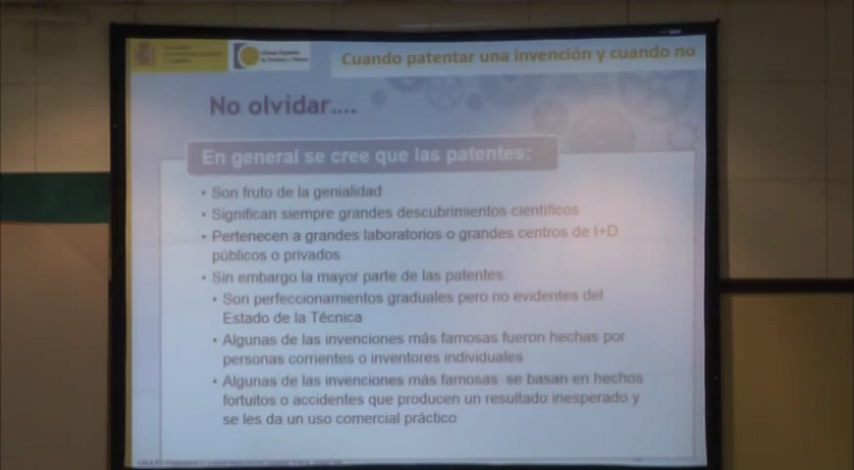 Cuando patentar una invención y cuando no
No olvidar....
En general se cree que las patentes:
• Son fruto de la genialidad
• Significan siempre grandes descubrimientos científicos
• Pertenecen a grandes laboratorios o grandes centros de I+D
públicos o privados
• Sin embargo la mayor parte de las patentes:
• Son perfeccionamientos graduales pero no evidentes del
Estado de la Técnica
• Algunas de las invenciones más famosas fueron hechas por
personas corrientes o inventores individuales
• Algunas de las invenciones más famosas: se basan en hechos
fortuitos o accidentes que producen un resultado inesperado y
se les da un uso comercial práctico